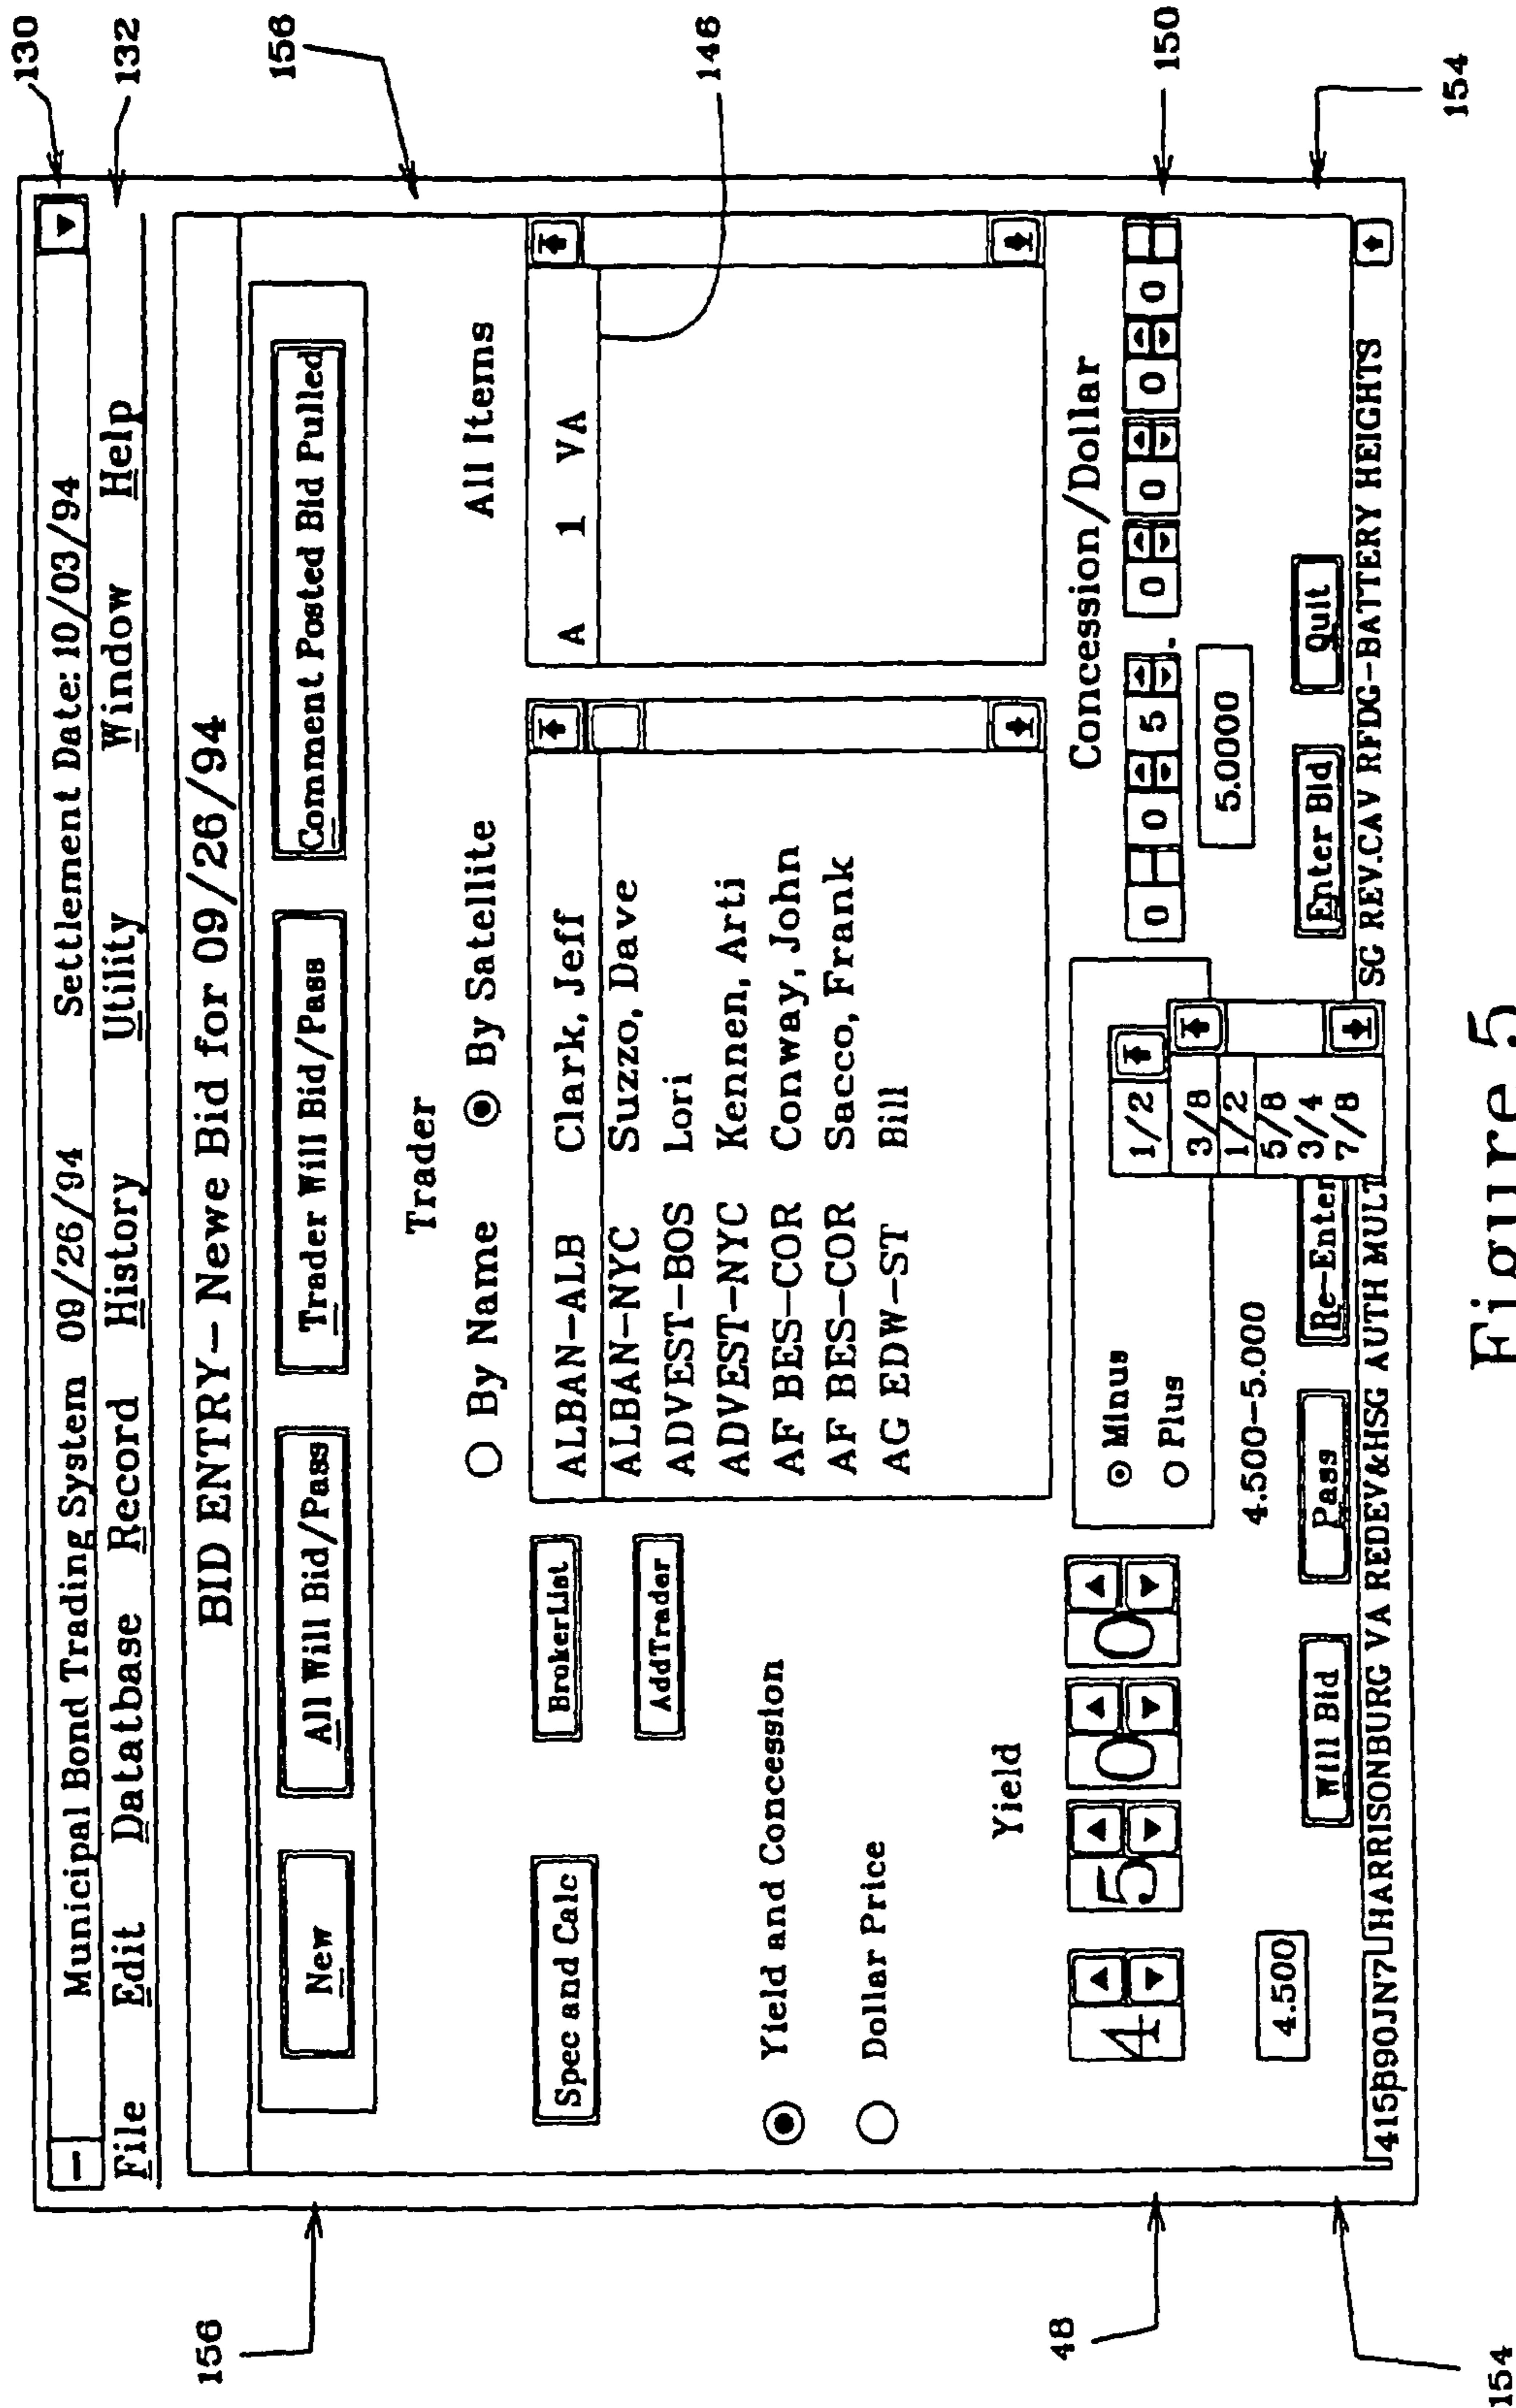 130
Municipal Bond Trading System 09/26/94 Settlement Date: 10/03/94
132
File Edit Datatbase Record History Utility Window Help
BID ENTRY—Newe Bid for 09/26/94
156
156
New All Will Bid/Pass Trader Will Bid/Pass Comment Posted Bid Pulled
Trader
By Name By Satellite All Items
Spec and Calc BrokerList
AddTrader
ALBAN-ALB Clark, Jeff
ALBAN-NYC Suzzo, Dave
ADVEST-BOS Lori
ADVEST-NYC Kennen, Arti
AF BES-COR Conway, John
AF BES-COR Sacco, Frank
AG EDW-ST Bill
A 1 VA
146
Yield and Concession
Dollar Price
Yield
Concession/Dollar
48
4 5 0 0
Minus
Plus
1/2
3/8
1/2
5/8
3/4
7/8
0 0 5 . 0 0 0 0
150
4.500
4.500-5.000
5.0000
Will Bid Pass Re-Enter Enter Bid Quit
154
154
415890JN7 HARRISONBURG VA REDEV&HSG AUTH MULTI SG REV.CAV RFDG-BATTERY HEIGHTS
Figure 5